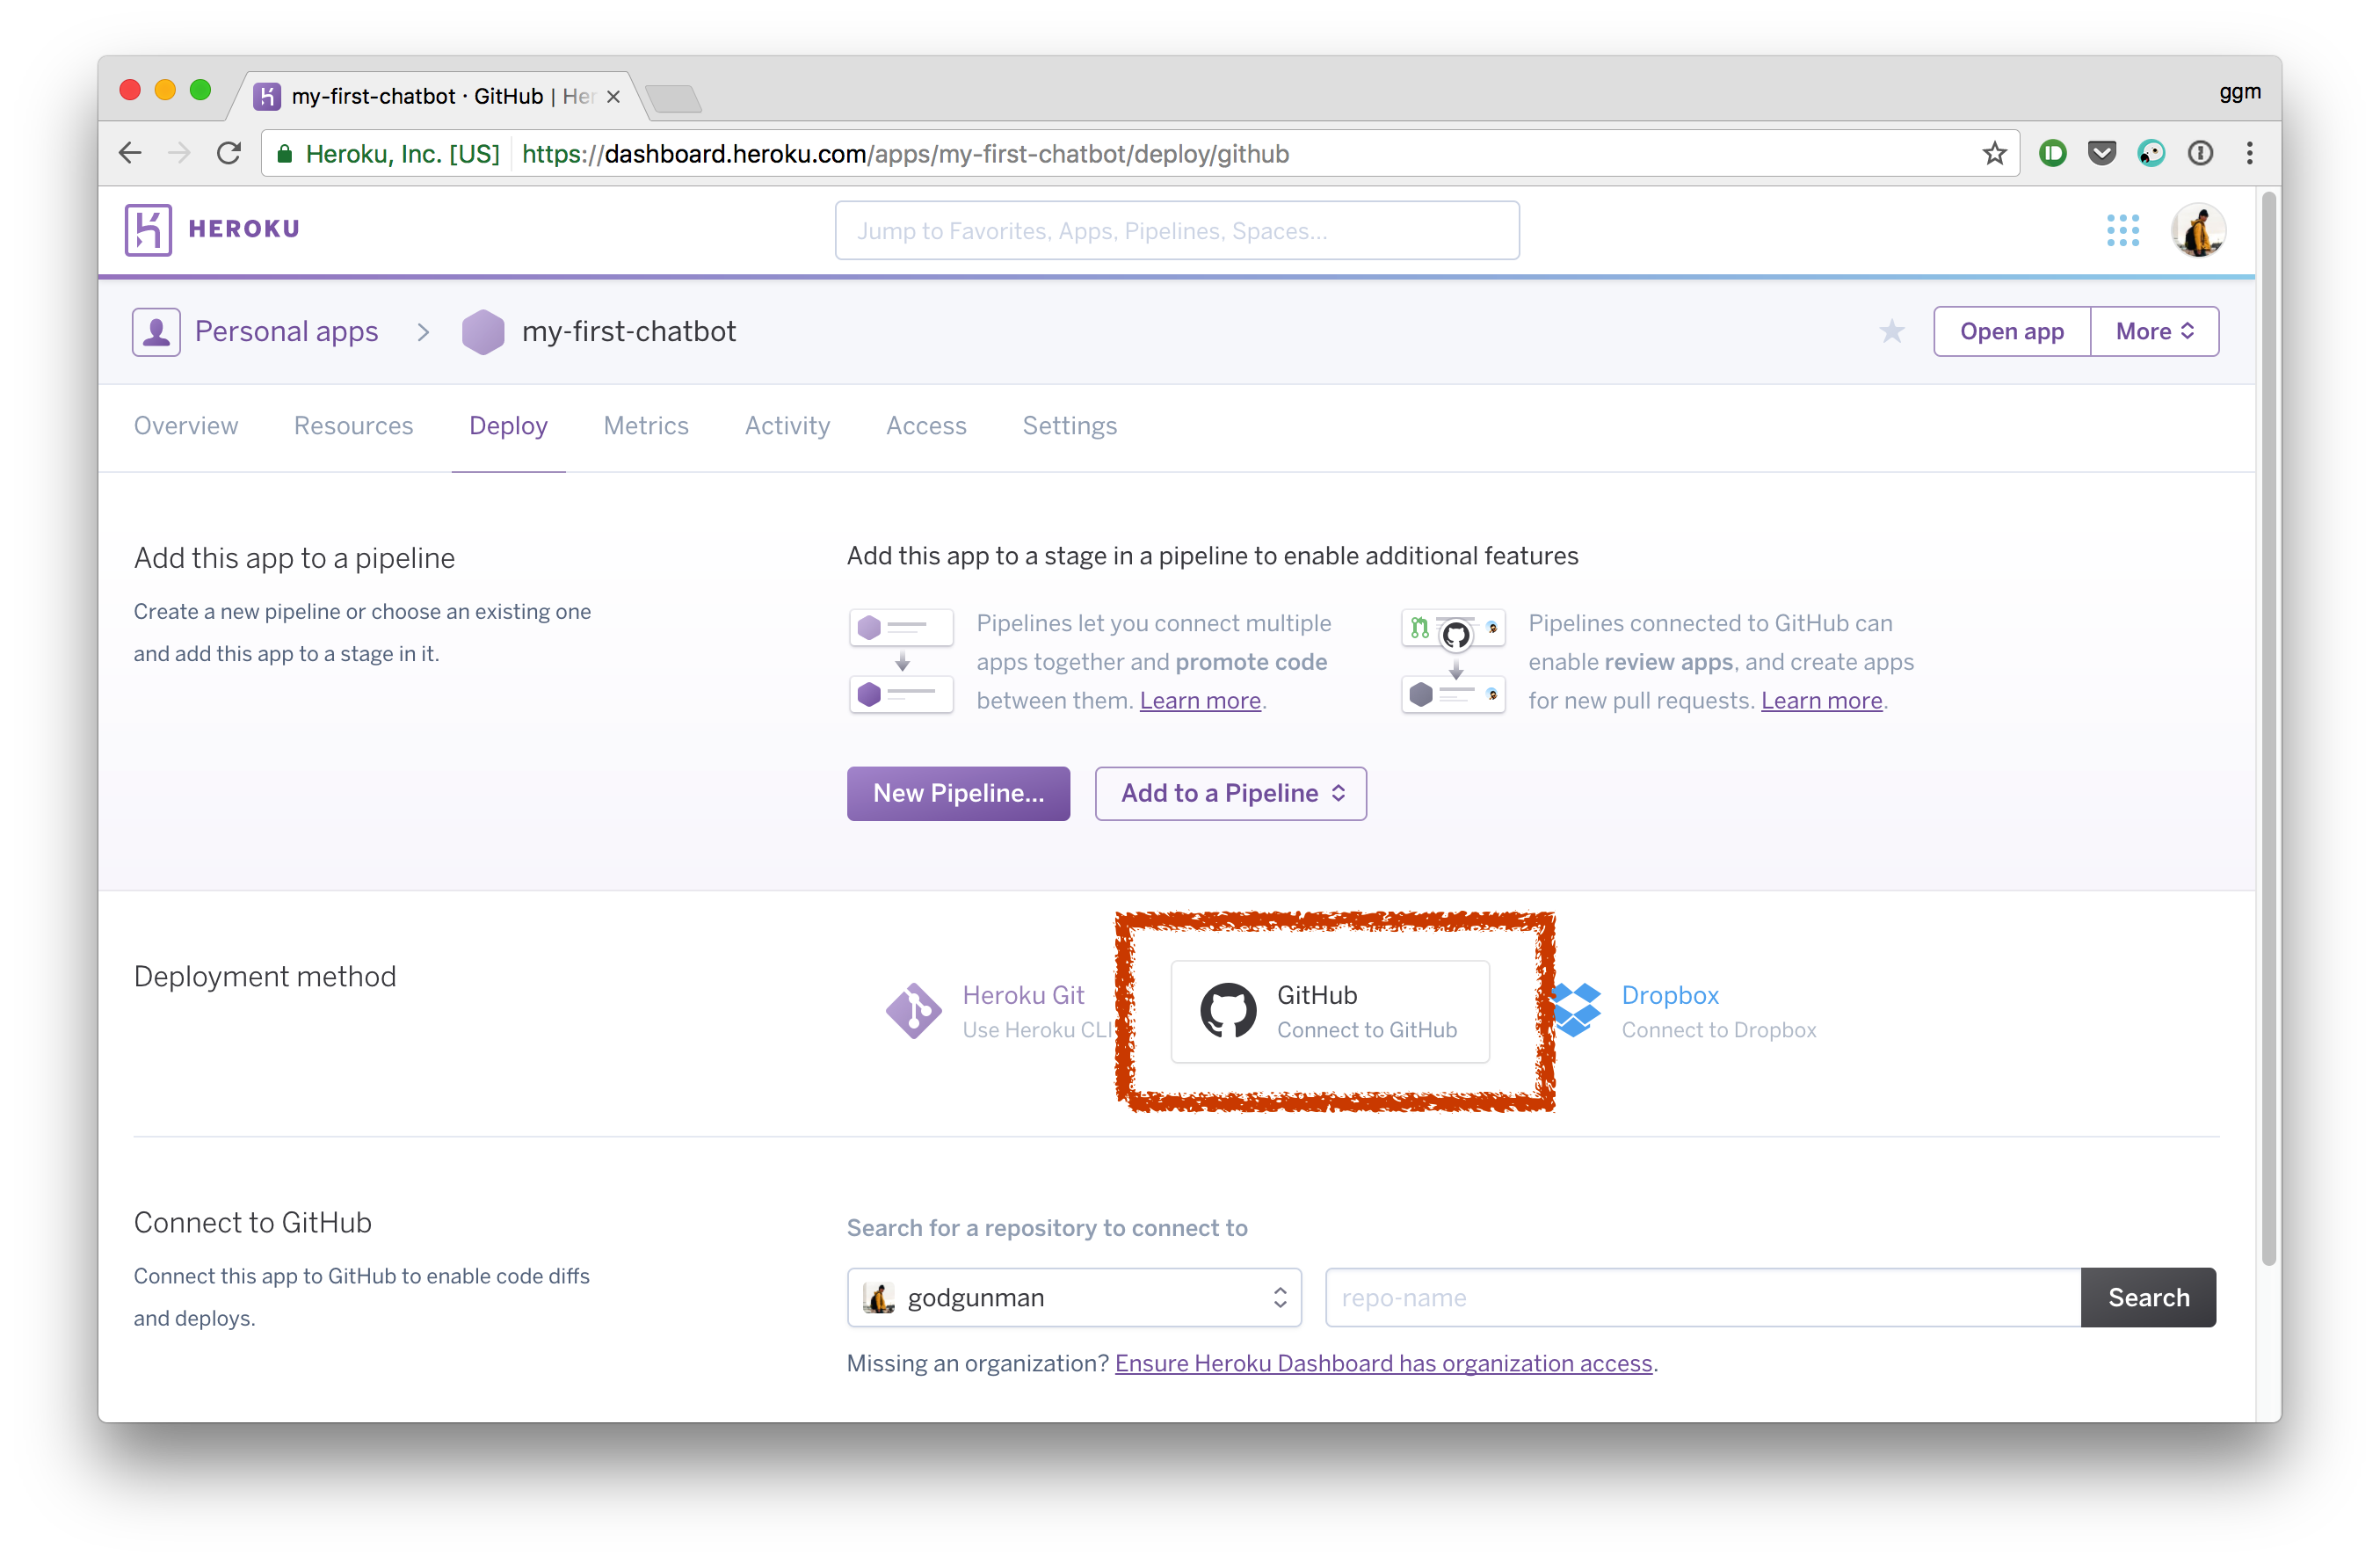 my-first-chatbot · GitHub | Her
ggm
Heroku, Inc. [US] https://dashboard.heroku.com/apps/my-first-chatbot/deploy/github
HEROKU
Jump to Favorites, Apps, Pipelines, Spaces...
Personal apps > my-first-chatbot
Open app
More
Overview Resources Deploy Metrics Activity Access Settings
Add this app to a pipeline
Create a new pipeline or choose an existing one
and add this app to a stage in it.
Add this app to a stage in a pipeline to enable additional features
Pipelines let you connect multiple
apps together and promote code
between them. Learn more.
Pipelines connected to GitHub can
enable review apps, and create apps
for new pull requests. Learn more.
New Pipeline...
Add to a Pipeline
Deployment method
Heroku Git
Use Heroku CLI
GitHub
Connect to GitHub
Dropbox
Connect to Dropbox
Connect to GitHub
Connect this app to GitHub to enable code diffs
and deploys.
Search for a repository to connect to
godgunman
repo-name
Search
Missing an organization? Ensure Heroku Dashboard has organization access.